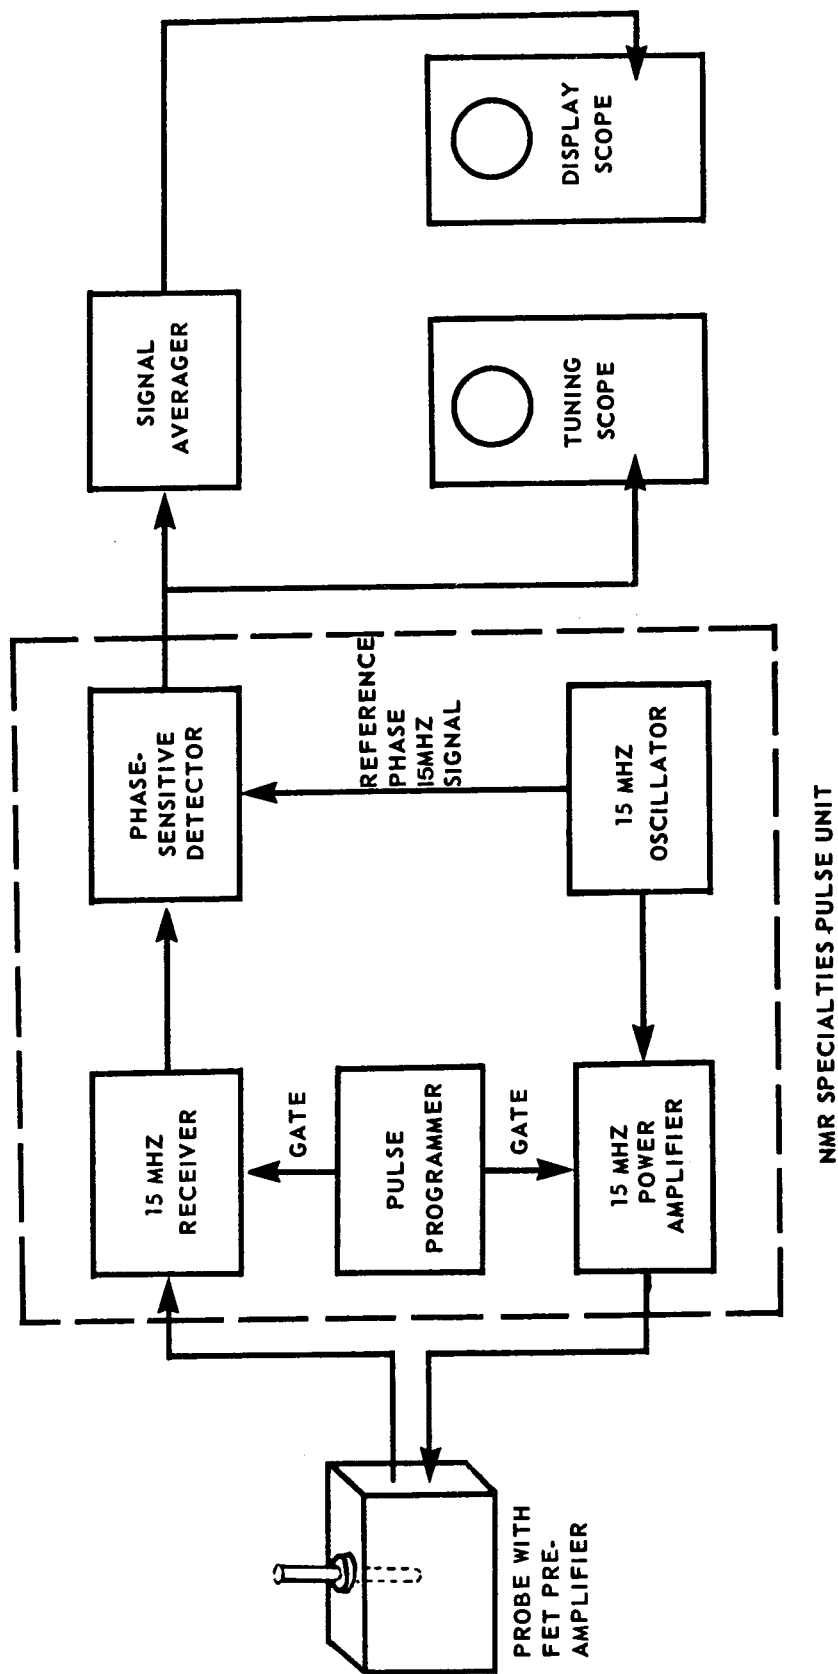 SIGNAL
AVERAGER
DISPLAY
SCOPE
TUNING
SCOPE
PHASE-
SENSITIVE
DETECTOR
REFERENCE
PHASE
15MHZ
SIGNAL
15 MHZ
OSCILLATOR
15 MHZ
RECEIVER
GATE
PULSE
PROGRAMMER
GATE
15 MHZ
POWER
AMPLIFIER
PROBE WITH
FET PRE-
AMPLIFIER
NMR SPECIALTIES PULSE UNIT